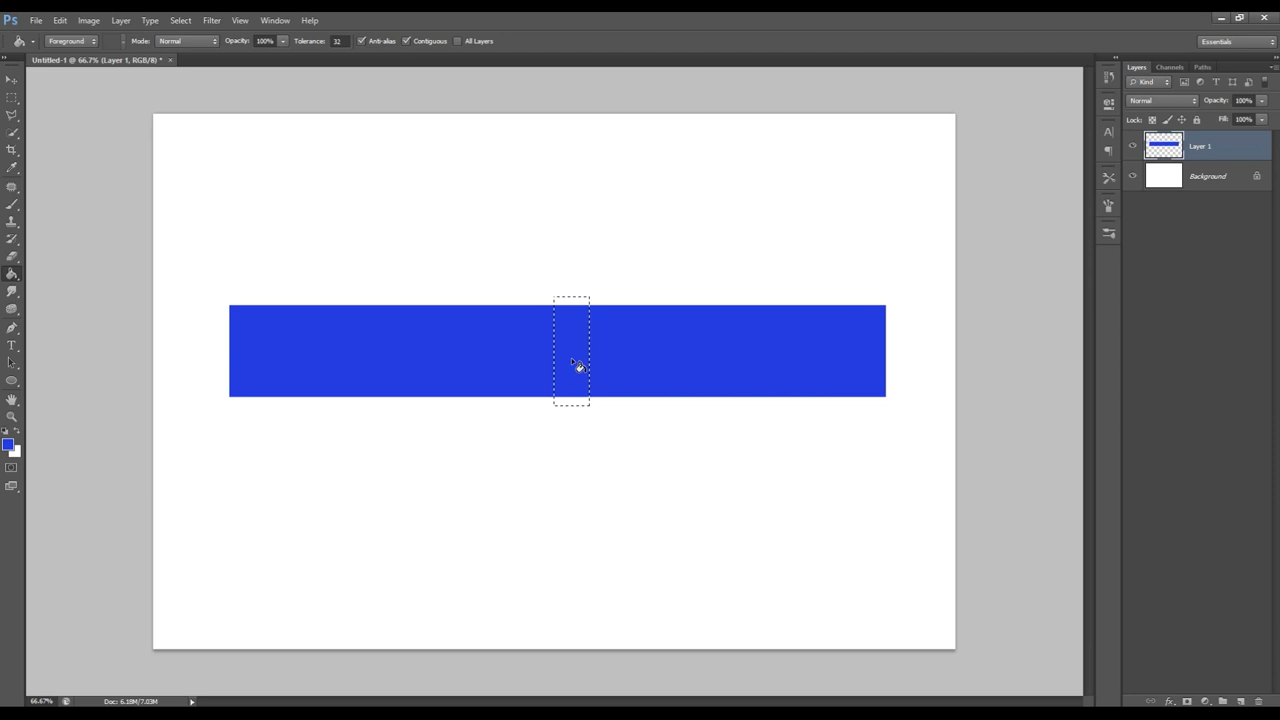 Ps File Edit Image Layer Type Select Filter View Window Help
Foreground Mode: Normal Opacity: 100% Tolerance: 32 Anti-alias Contiguous All Layers Essentials
Untitled-1 @ 66.7% (Layer 1, RGB/8) * ×
Layers Channels Paths
Kind T
Normal Opacity: 100%
Lock: Fill: 100%
Layer 1
Background
A
T
66.67% Doc: 6.18M/7.03M
fx